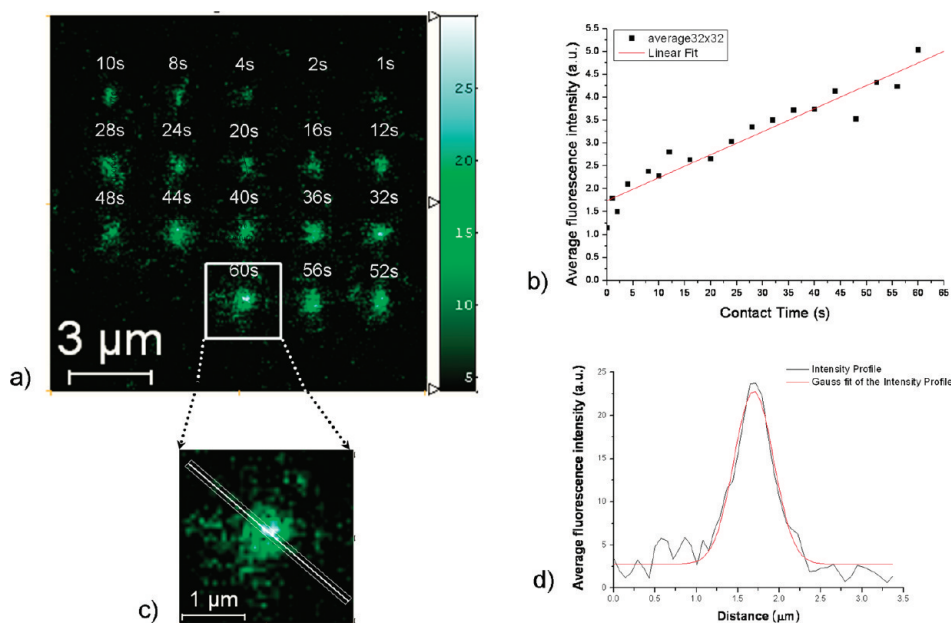 10s 8s 4s 2s 1s
28s 24s 20s 16s 12s
48s 44s 40s 36s 32s
60s 56s 52s
3 µm
25
20
15
10
5
a)
1 µm
c)
average32x32
Linear Fit
Average fluorescence intensity (a.u.)
5.5
5.0
4.5
4.0
3.5
3.0
2.5
2.0
1.5
1.0
0.5
0.0
0 5 10 15 20 25 30 35 40 45 50 55 60 65
Contact Time (s)
b)
Intensity Profile
Gauss fit of the Intensity Profile
Average fluorescence intensity (a.u.)
25
20
15
10
5
0
0.0 0.5 1.0 1.5 2.0 2.5 3.0 3.5
Distance (µm)
d)